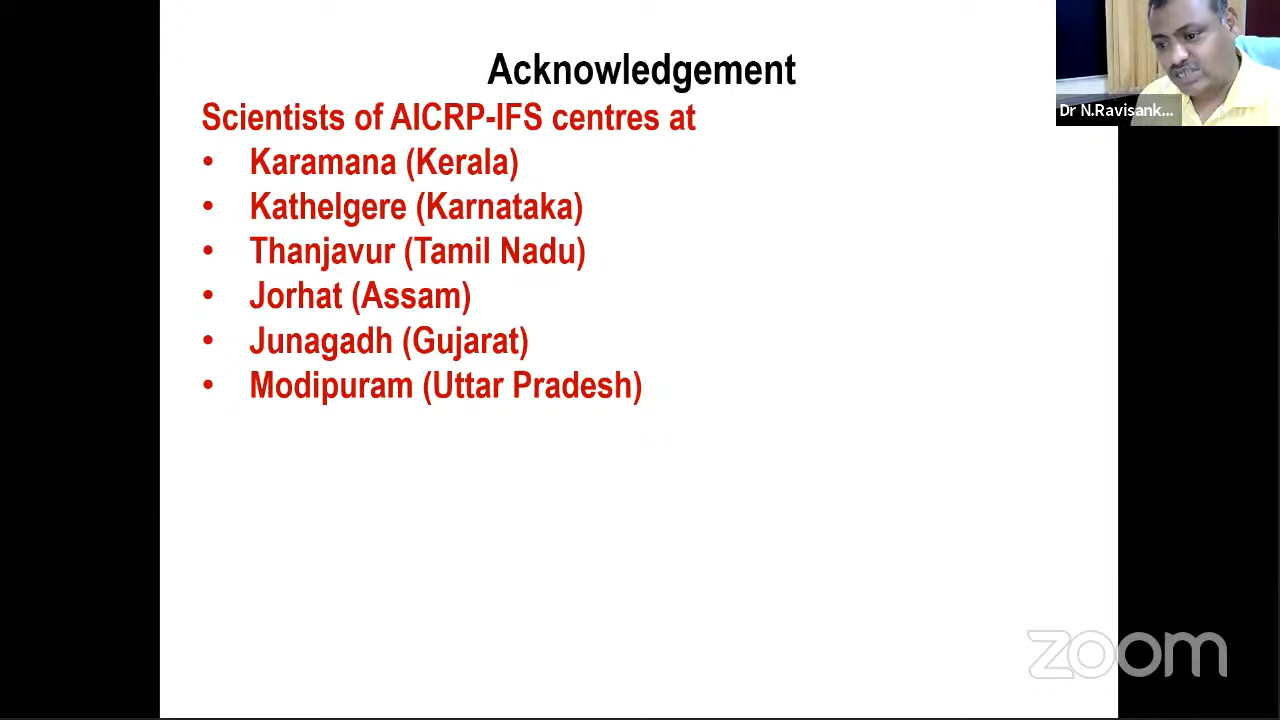 Acknowledgement
Scientists of AICRP-IFS centres at
• Karamana (Kerala)
• Kathelgere (Karnataka)
• Thanjavur (Tamil Nadu)
• Jorhat (Assam)
• Junagadh (Gujarat)
• Modipuram (Uttar Pradesh)
Dr N.Ravisank...
zoom